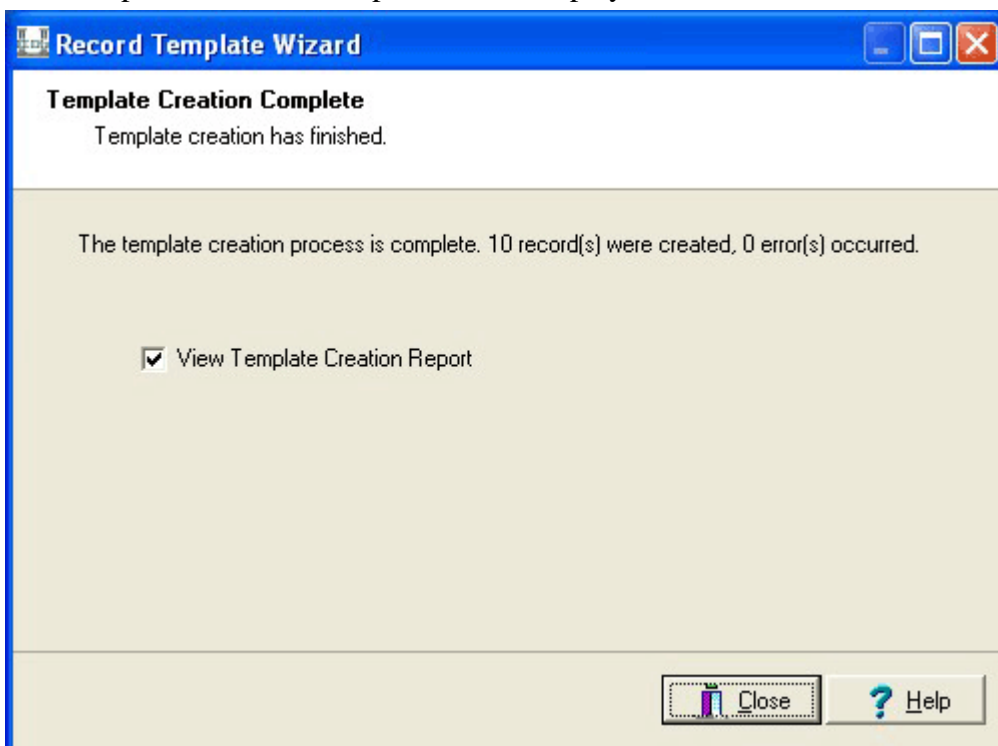 Record Template Wizard
Template Creation Complete
Template creation has finished.
The template creation process is complete. 10 record(s) were created, 0 error(s) occurred.
View Template Creation Report
Close
Help